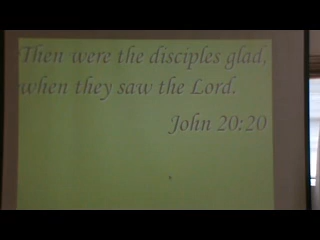 Then were the disciples glad,
when they saw the Lord.
John 20:20